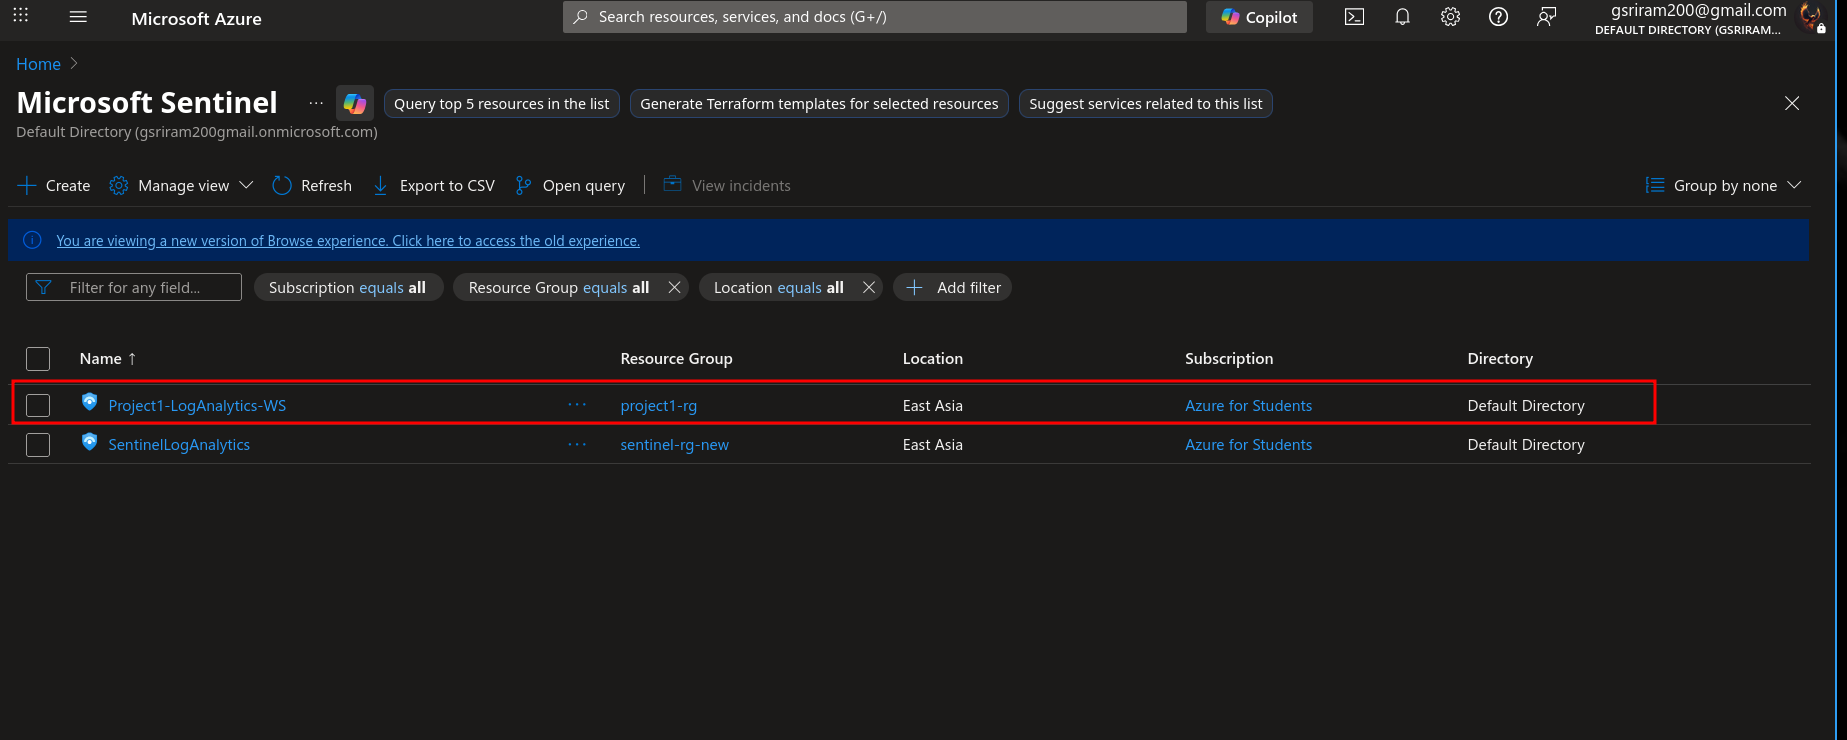 Microsoft Azure
Search resources, services, and docs (G+/)
Copilot
gsriram200@gmail.com
DEFAULT DIRECTORY (GSRIRAM...
Home
Microsoft Sentinel
...
Query top 5 resources in the list
Generate Terraform templates for selected resources
Suggest services related to this list
Default Directory (gsriram200gmail.onmicrosoft.com)
Create
Manage view
Refresh
Export to CSV
Open query
View incidents
Group by none
You are viewing a new version of Browse experience. Click here to access the old experience.
Filter for any field...
Subscription equals all
Resource Group equals all
Location equals all
Add filter
Name ↑ Resource Group Location Subscription Directory
Project1-LogAnalytics-WS ... project1-rg East Asia Azure for Students Default Directory
SentinelLogAnalytics ... sentinel-rg-new East Asia Azure for Students Default Directory